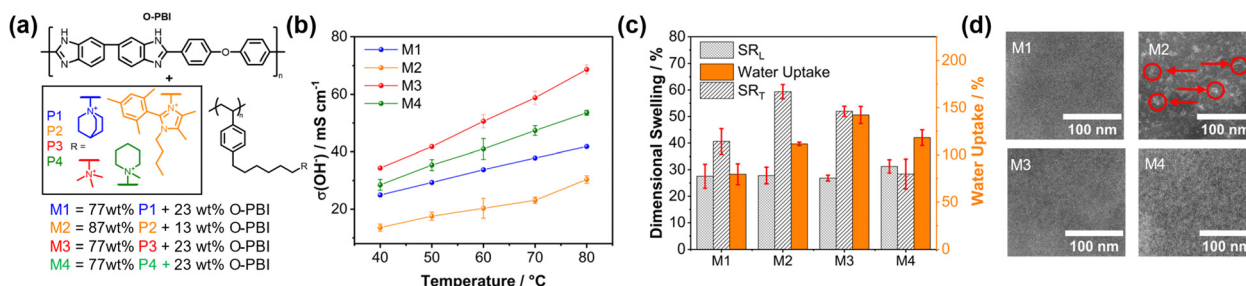 (a)
O-PBI
H
N
N
H
N
N
O
n
+
P1
P2
P3
P4
R =
N+
N+
N
N+
N+
n
R
M1 = 77wt% P1 + 23 wt% O-PBI
M2 = 87wt% P2 + 13 wt% O-PBI
M3 = 77wt% P3 + 23 wt% O-PBI
M4 = 77wt% P4 + 23 wt% O-PBI
(b)
80
60
40
20
σ(OH-) / mS cm-1
M1
M2
M3
M4
40 50 60 70 80
Temperature / °C
(c)
80
70
60
50
40
30
20
10
0
Dimensional Swelling / %
SRL
Water Uptake
SRT
200
150
100
50
0
Water Uptake / %
M1 M2 M3 M4
(d)
M1
100 nm
M2
100 nm
M3
100 nm
M4
100 nm